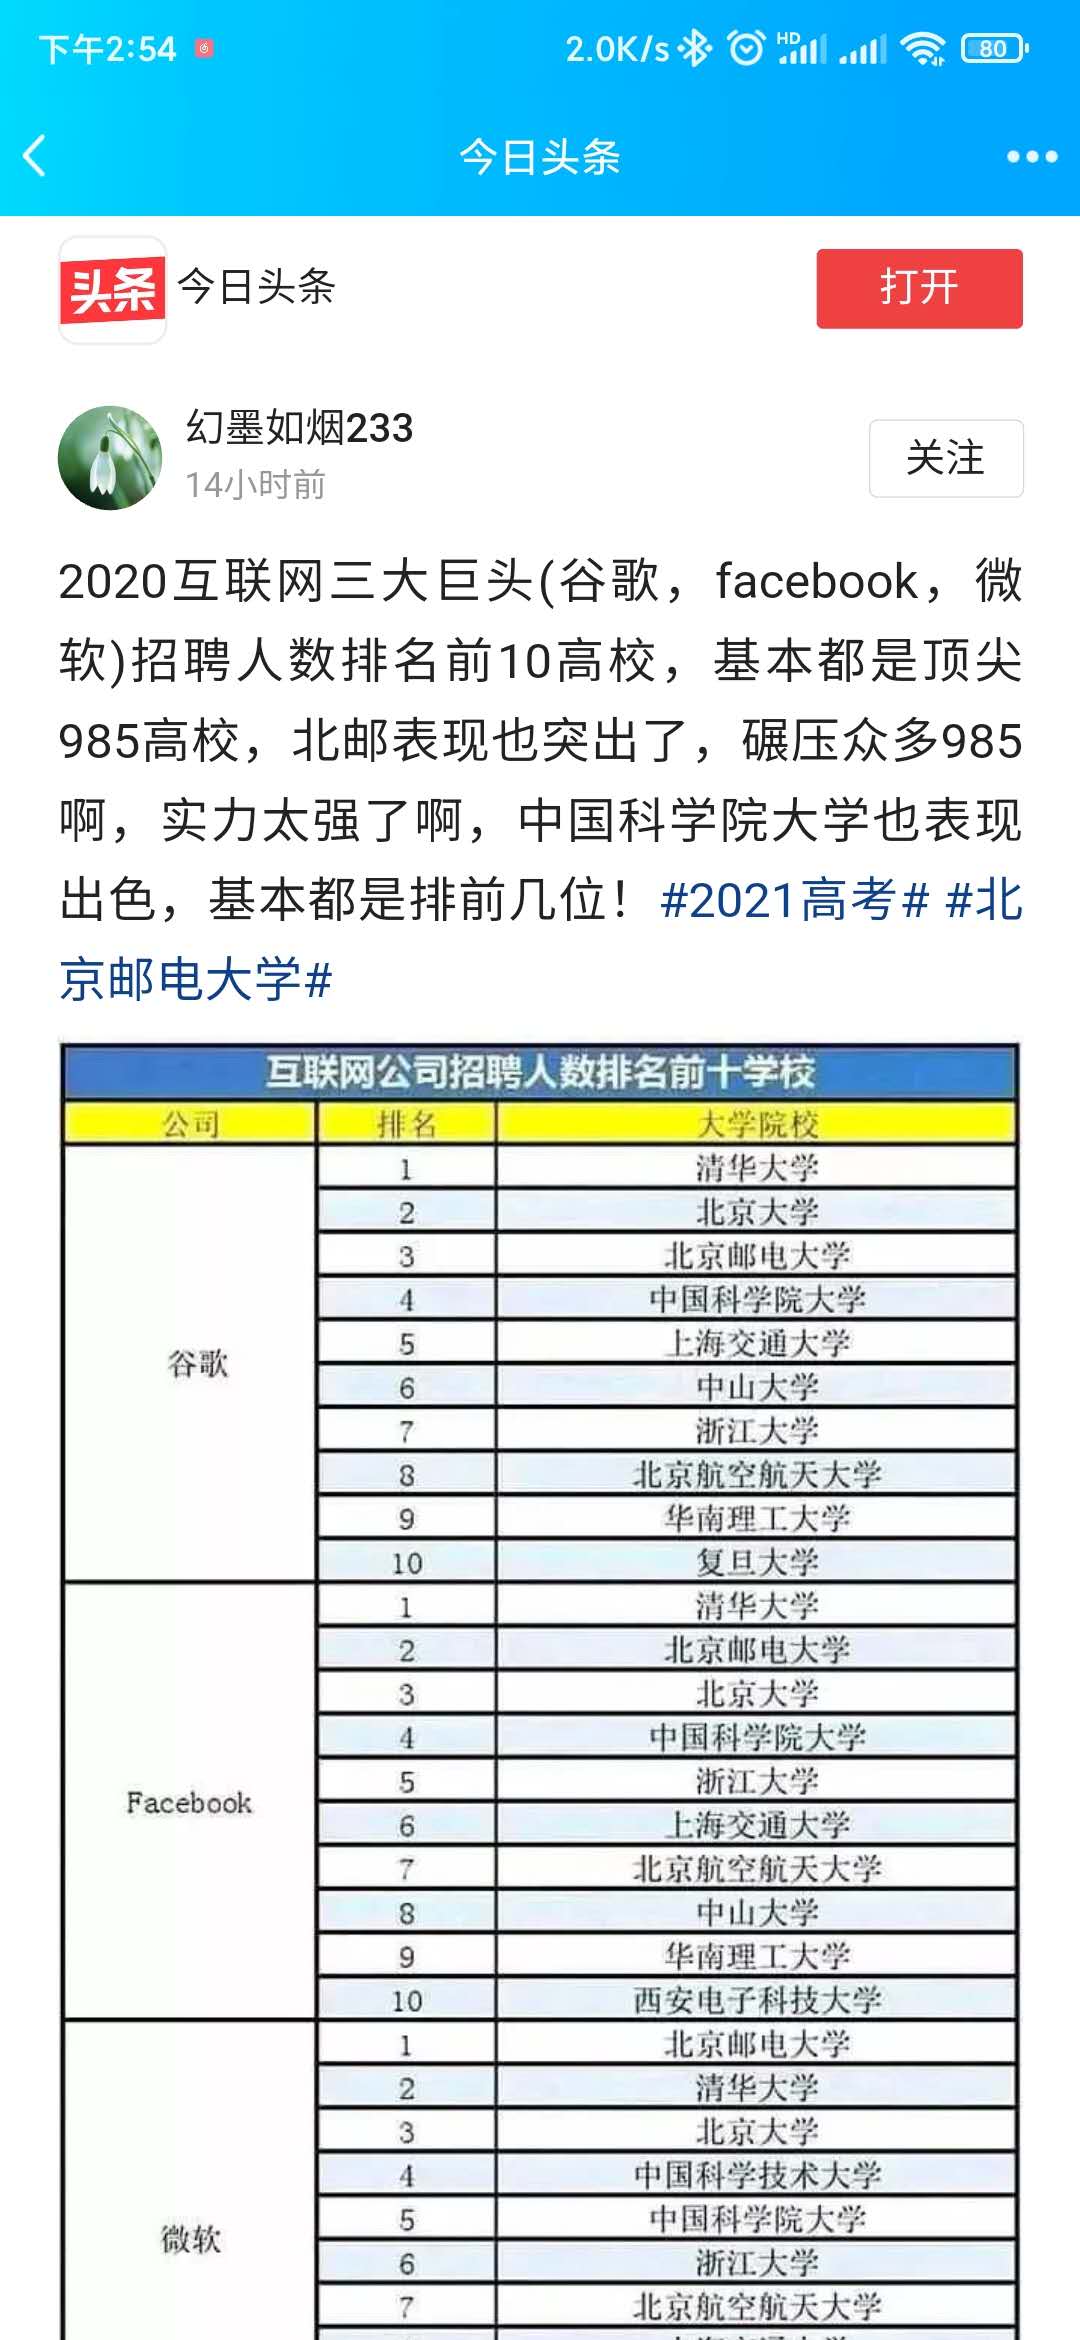 下午2:54
2.0K/s
HD
80
今日头条
头条 今日头条
打开
幻墨如烟233
14小时前
关注
2020互联网三大巨头(谷歌，facebook，微
软)招聘人数排名前10高校，基本都是顶尖
985高校，北邮表现也突出了，碾压众多985
啊，实力太强了啊，中国科学院大学也表现
出色，基本都是排前几位！#2021高考# #北
京邮电大学#
互联网公司招聘人数排名前十学校
公司 排名 大学院校
谷歌
1 清华大学
2 北京大学
3 北京邮电大学
4 中国科学院大学
5 上海交通大学
6 中山大学
7 浙江大学
8 北京航空航天大学
9 华南理工大学
10 复旦大学
Facebook
1 清华大学
2 北京邮电大学
3 北京大学
4 中国科学院大学
5 浙江大学
6 上海交通大学
7 北京航空航天大学
8 中山大学
9 华南理工大学
10 西安电子科技大学
微软
1 北京邮电大学
2 清华大学
3 北京大学
4 中国科学技术大学
5 中国科学院大学
6 浙江大学
7 北京航空航天大学